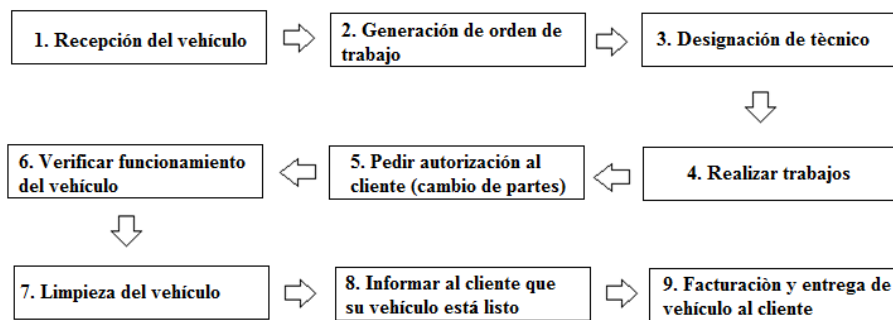 1. Recepción del vehículo
2. Generación de orden de
trabajo
3. Designación de tècnico
4. Realizar trabajos
5. Pedir autorización al
cliente (cambio de partes)
6. Verificar funcionamiento
del vehículo
7. Limpieza del vehículo
8. Informar al cliente que
su vehículo está listo
9. Facturaciòn y entrega de
vehículo al cliente